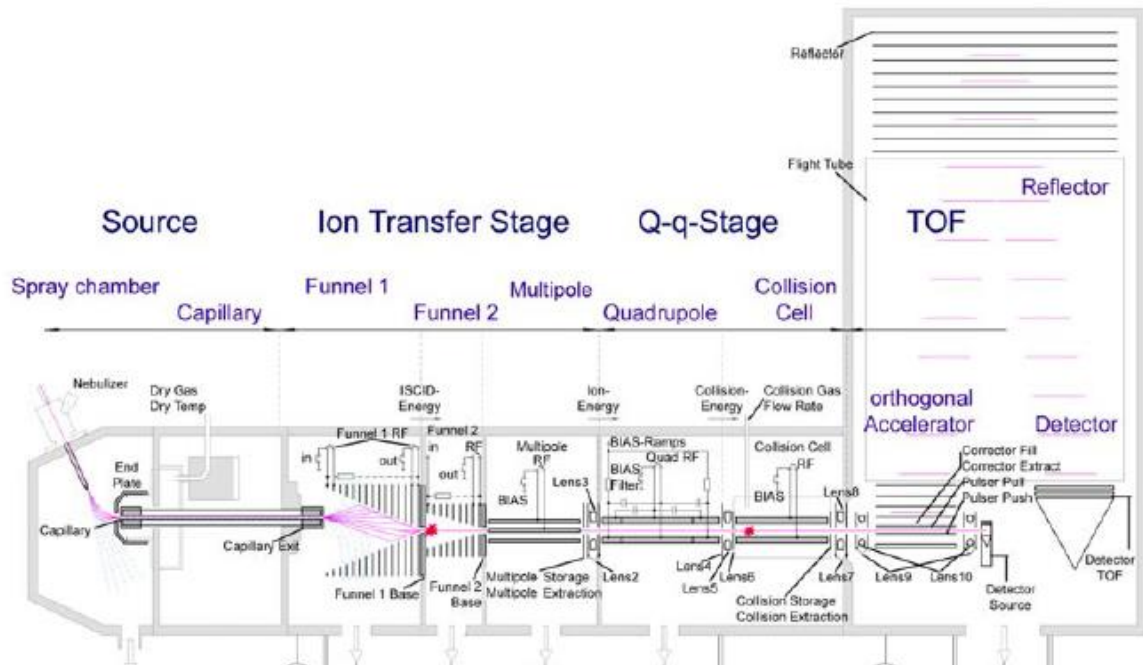 Reflector
Flight Tube
Reflector
Source
Ion Transfer Stage
Q-q-Stage
TOF
Spray chamber
Capillary
Funnel 1
Funnel 2
Multipole
Quadrupole
Collision
Cell
orthogonal
Accelerator
Detector
Nebulizer
Dry Gas
Dry Temp
ISCID-
Energy
Ion-
Energy
Collision-
Energy
Collision Gas
Flow Rate
End
Plate
Capillary
Capillary Exit
Funnel 1 RF
in
out
Funnel 2
in
RF
out
Funnel 1 Base
Funnel 2
Base
Multipole
RF
BIAS
Multipole Storage
Multipole Extraction
Lens3
Lens2
BIAS-Ramps
Quad RF
BIAS
Filter
Lens4
Lens5
Lens6
Collision Cell
RF
BIAS
Collision Storage
Collision Extraction
Lens8
Lens7
Corrector Fill
Corrector Extract
Pulser Pull
Pulser Push
Lens9
Lens10
Detector
Source
Detector
TOF